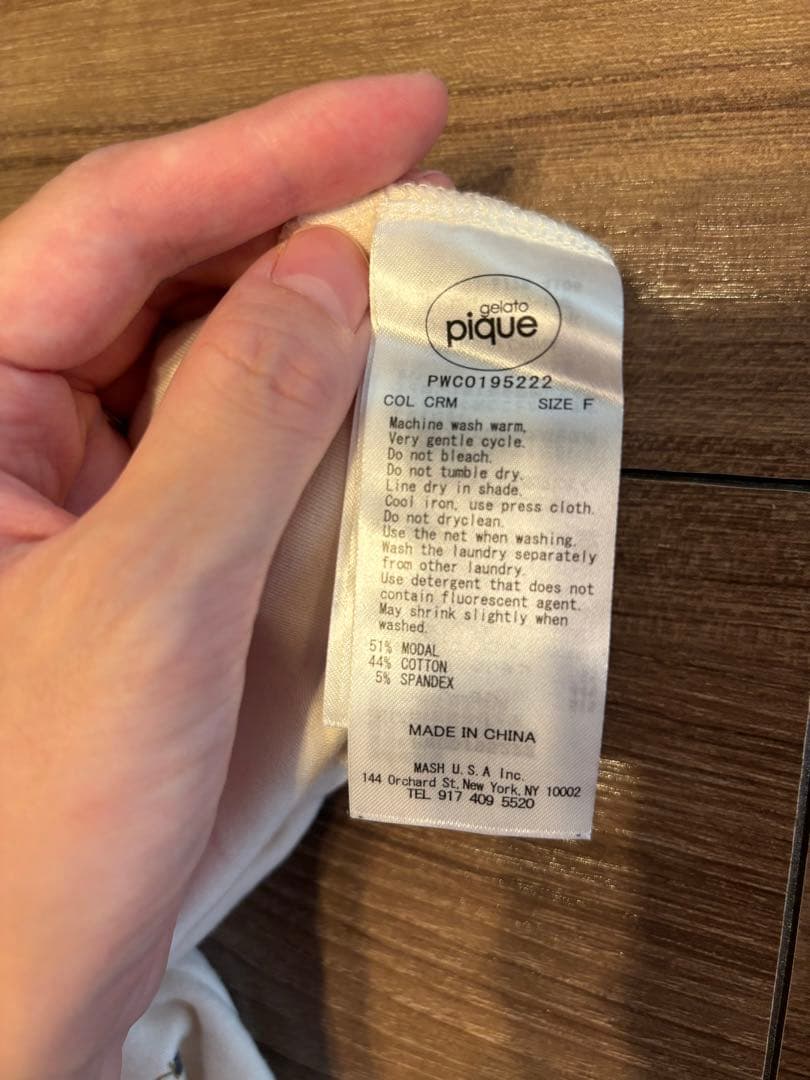 gelato
pique
PWC0195222
COL CRM SIZE F
Machine wash warm,
Very gentle cycle.
Do not bleach.
Do not tumble dry.
Line dry in shade.
Cool iron, use press cloth.
Do not dryclean.
Use the net when washing.
Wash the laundry separately
from other laundry.
Use detergent that does not
contain fluorescent agent.
May shrink slightly when
washed.
51% MODAL
44% COTTON
5% SPANDEX
MADE IN CHINA
MASH U.S.A Inc.
144 Orchard St, New York, NY 10002
TEL 917 409 5520